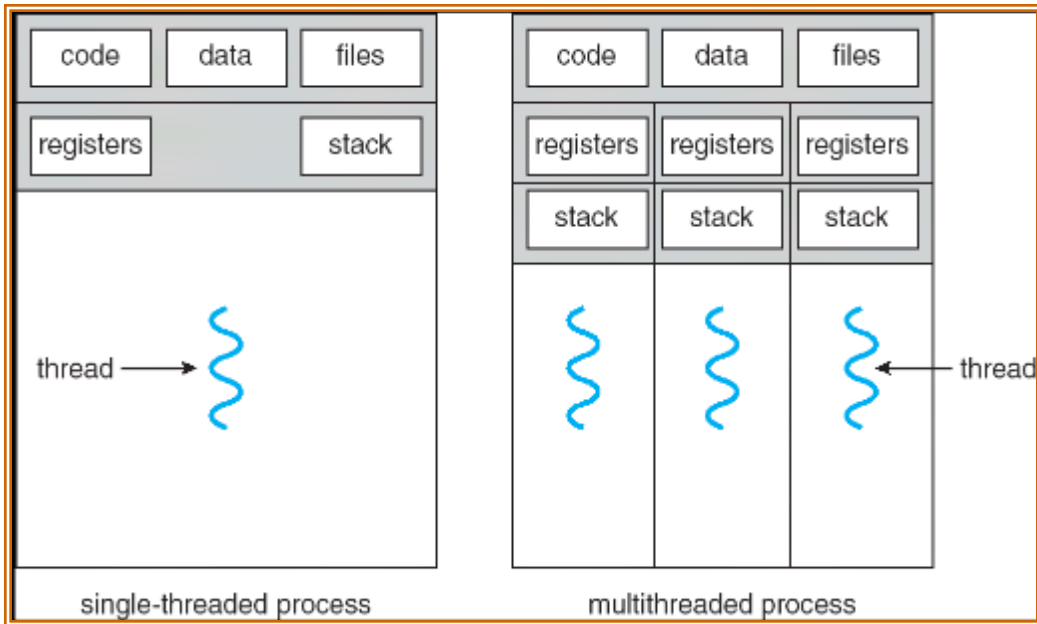 code data files code data files
registers stack registers registers registers
stack stack stack
thread thread
single-threaded process multithreaded process